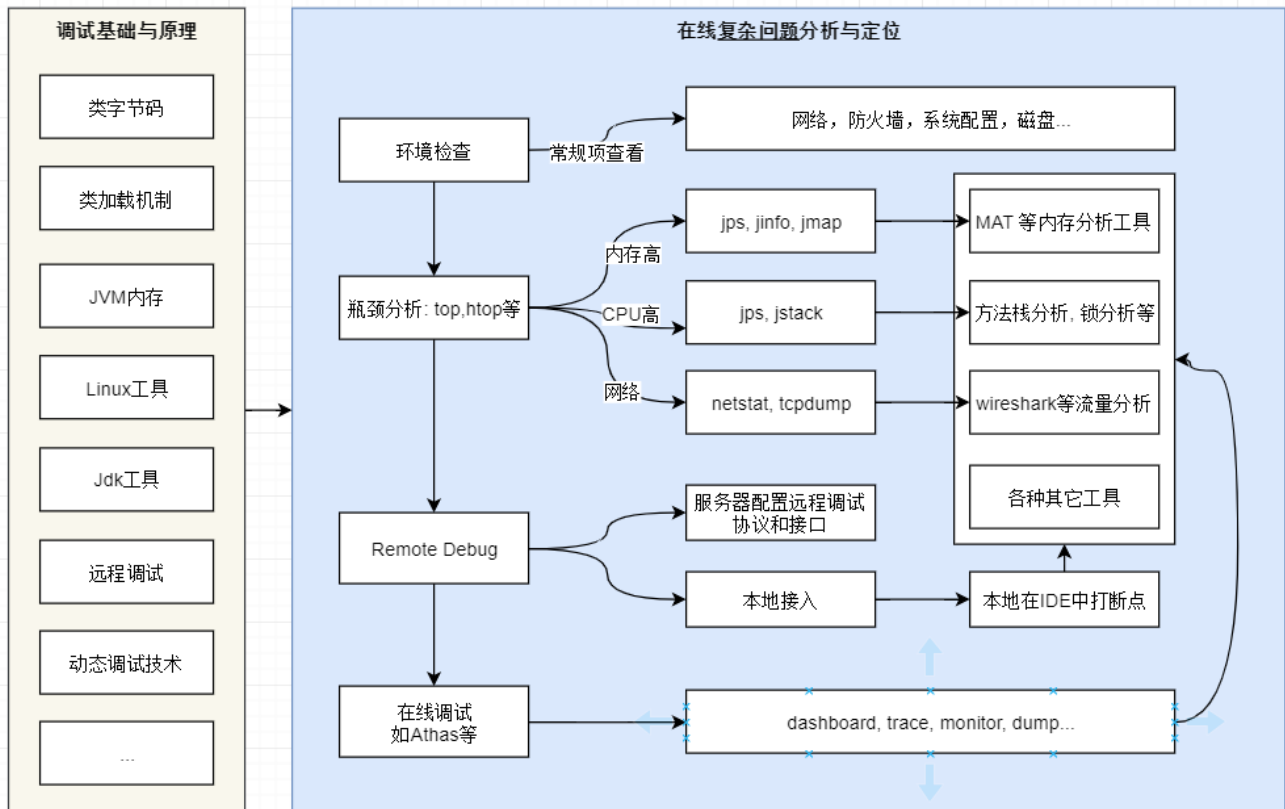 调试基础与原理
类字节码
类加载机制
JVM内存
Linux工具
Jdk工具
远程调试
动态调试技术
...
在线复杂问题分析与定位
环境检查
常规项查看
网络，防火墙，系统配置，磁盘...
瓶颈分析: top,htop等
内存高
jps, jinfo, jmap
MAT 等内存分析工具
CPU高
jps, jstack
方法栈分析, 锁分析等
网络
netstat, tcpdump
wireshark等流量分析
各种其它工具
Remote Debug
服务器配置远程调试
协议和接口
本地接入
本地在IDE中打断点
在线调试
如Athas等
dashboard, trace, monitor, dump...